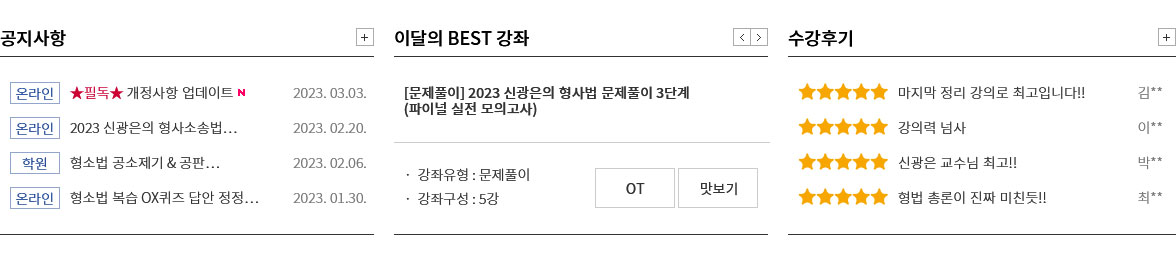 공지사항
온라인 ★필독★ 개정사항 업데이트 N 2023. 03.03.
온라인 2023 신광은의 형사소송법... 2023. 02.20.
학원 형소법 공소제기 & 공판... 2023. 02.06.
온라인 형소법 복습 OX퀴즈 답안 정정... 2023. 01.30.
이달의 BEST 강좌
[문제풀이] 2023 신광은의 형사법 문제풀이 3단계
(파이널 실전 모의고사)
· 강좌유형 : 문제풀이
· 강좌구성 : 5강
OT
맛보기
수강후기
★★★★★ 마지막 정리 강의로 최고입니다!! 김**
★★★★★ 강의력 넘사 이**
★★★★★ 신광은 교수님 최고!! 박**
★★★★★ 형법 총론이 진짜 미친듯!! 최**